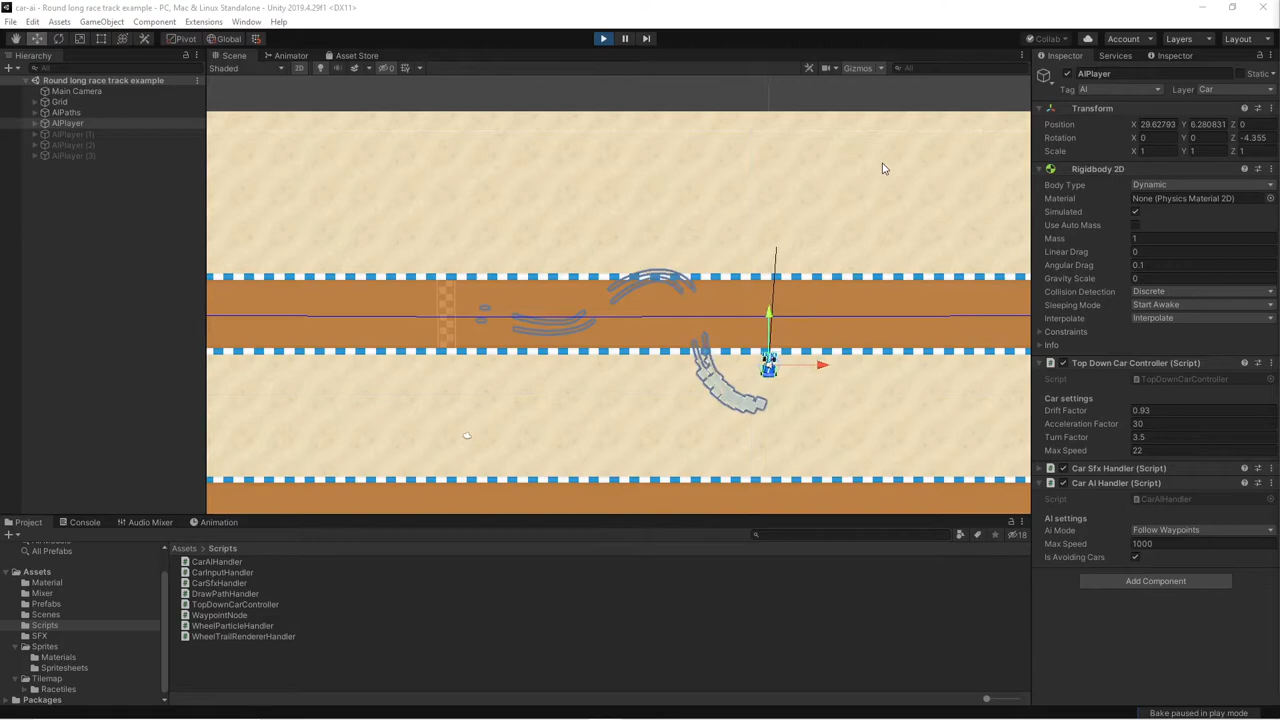 car-ai - Round long race track example - PC, Mac & Linux Standalone - Unity 2019.4.29f1 <DX11>
File Edit Assets GameObject Component Extensions Window Help
Pivot Global Collab Account Layers Layout
Hierarchy Scene Animator Asset Store Inspector Services Inspector
All Shaded 2D 0 Gizmos All
Round long race track example
Main Camera
Grid
AIPaths
AIPlayer
AIPlayer (1)
AIPlayer (2)
AIPlayer (3)
AIPlayer Static
Tag AI Layer Car
Transform
Position X 29.62793 Y 6.280831 Z 0
Rotation X 0 Y 0 Z -4.355
Scale X 1 Y 1 Z 1
Rigidbody 2D
Body Type Dynamic
Material None (Physics Material 2D)
Simulated
Use Auto Mass
Mass 1
Linear Drag 0
Angular Drag 0.1
Gravity Scale 0
Collision Detection Discrete
Sleeping Mode Start Awake
Interpolate Interpolate
Constraints
Info
Top Down Car Controller (Script)
Script TopDownCarController
Car settings
Drift Factor 0.93
Acceleration Factor 30
Turn Factor 3.5
Max Speed 22
Car Sfx Handler (Script)
Car AI Handler (Script)
Script CarAIHandler
AI settings
Ai Mode Follow Waypoints
Max Speed 1000
Is Avoiding Cars
Add Component
Project Console Audio Mixer Animation
18
All Prefabs
Assets
Material
Mixer
Prefabs
Scenes
Scripts
SFX
Sprites
Materials
Spritesheets
Tilemap
Racetiles
Packages
Assets Scripts
CarAIHandler
CarInputHandler
CarSfxHandler
DrawPathHandler
TopDownCarController
WaypointNode
WheelParticleHandler
WheelTrailRendererHandler
Bake paused in play mode